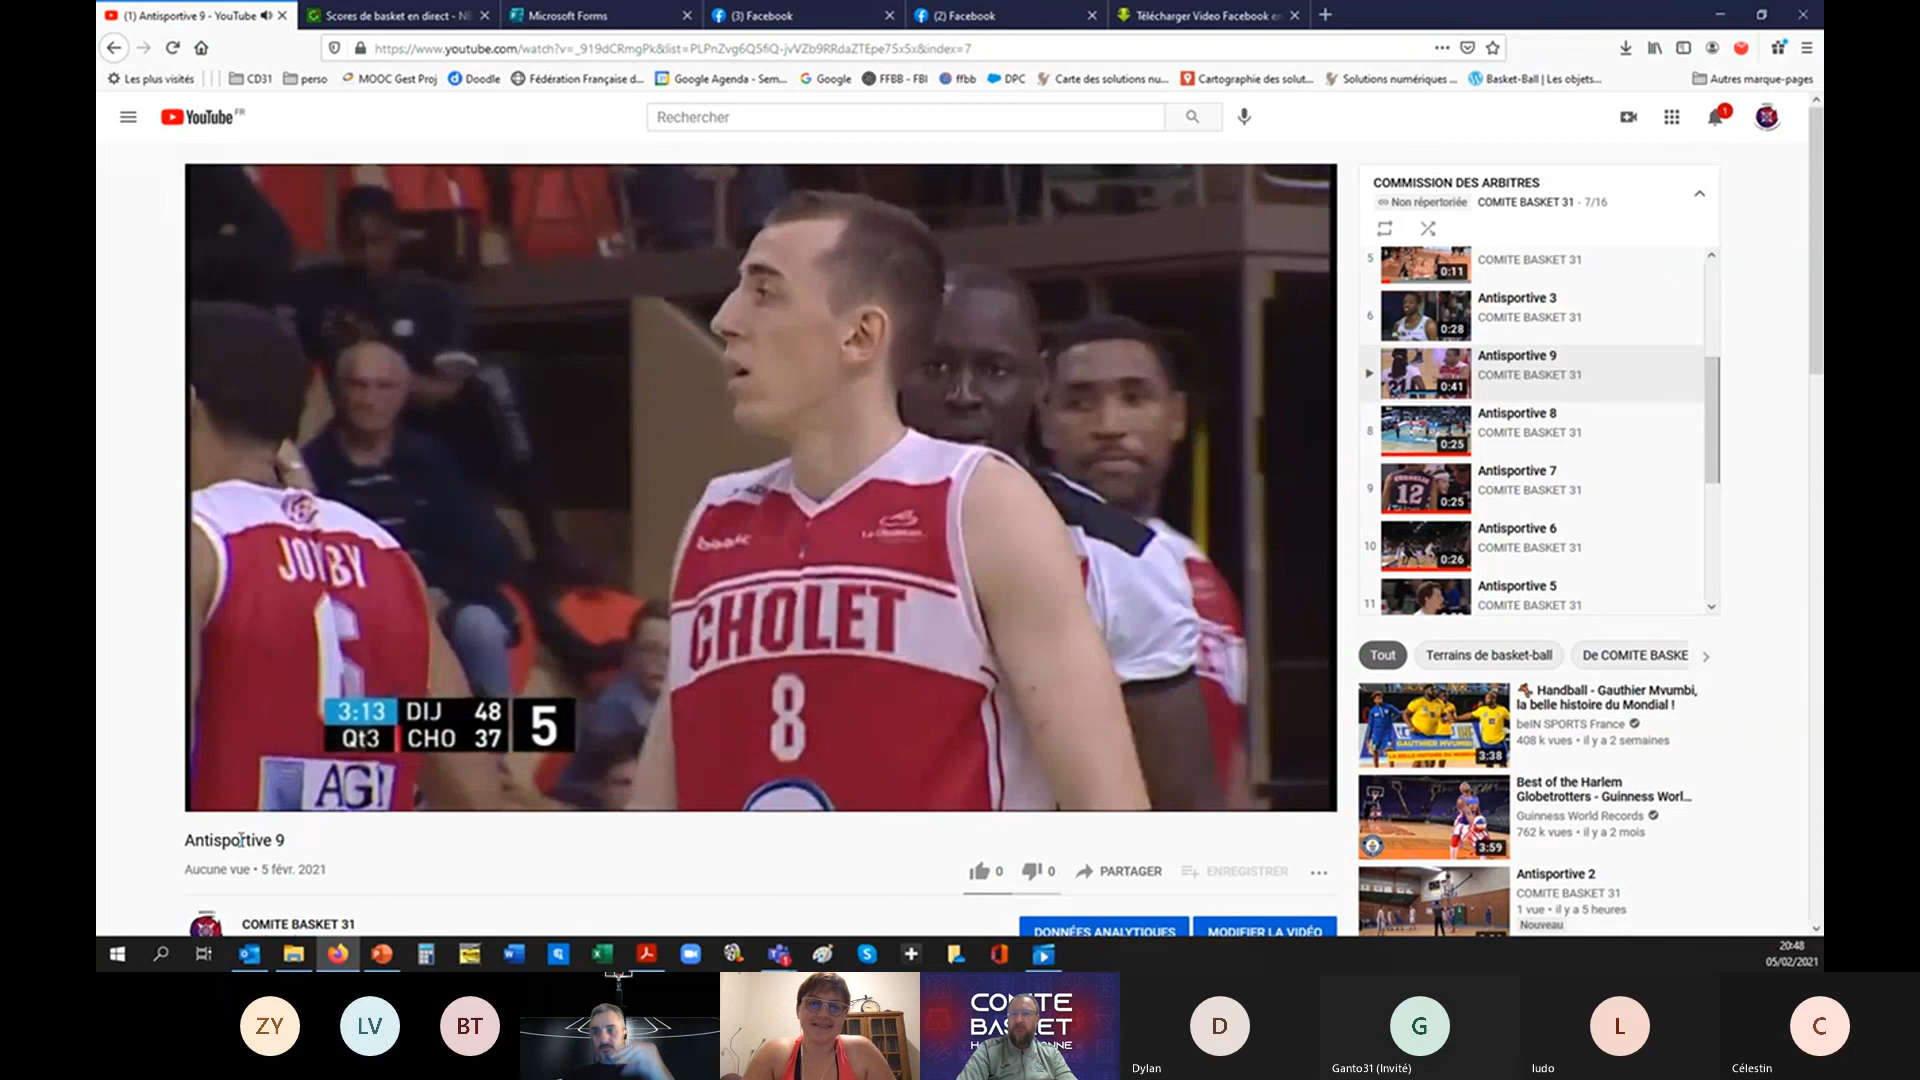 (1) Antisportive 9 - YouTube
Scores de basket en direct - NB
Microsoft Forms
(3) Facebook
(2) Facebook
Télécharger Video Facebook en
https://www.youtube.com/watch?v=_919dCRmgPk&list=PLPnZvg6Q5fiQ-jvVZb9RRdaZTEpe75x5x&index=7
Les plus visités
CD31
perso
MOOC Gest Proj
Doodle
Fédération Française d...
Google Agenda - Sem...
Google
FFBB - FBI
ffbb
DPC
Carte des solutions nu...
Cartographie des solut...
Solutions numériques ...
Basket-Ball | Les objets...
Autres marque-pages
YouTube FR
Rechercher
1
COMMISSION DES ARBITRES
Non répertoriée COMITE BASKET 31 - 7/16
5
0:11
COMITE BASKET 31
6
0:28
Antisportive 3
COMITE BASKET 31
0:41
Antisportive 9
COMITE BASKET 31
8
0:25
Antisportive 8
COMITE BASKET 31
9
12
0:25
Antisportive 7
COMITE BASKET 31
10
0:26
Antisportive 6
COMITE BASKET 31
11
Antisportive 5
COMITE BASKET 31
6
CHOLET
8
3:13 DIJ 48
Qt3 CHO 37
5
Tout
Terrains de basket-ball
De COMITE BASKE
Handball - Gauthier Mvumbi,
la belle histoire du Mondial !
beIN SPORTS France
408 k vues • il y a 2 semaines
GAUTHIER MVUMBI
3:38
Best of the Harlem
Globetrotters - Guinness Worl...
Guinness World Records
762 k vues • il y a 2 mois
3:59
Antisportive 2
COMITE BASKET 31
1 vue • il y a 5 heures
Nouveau
Antisportive 9
Aucune vue • 5 févr. 2021
0
0
PARTAGER
ENREGISTRER
COMITE BASKET 31
DONNÉES ANALYTIQUES
MODIFIER LA VIDÉO
20:48
05/02/2021
ZY
LV
BT
D
Dylan
G
Ganto31 (Invité)
L
ludo
C
Célestin